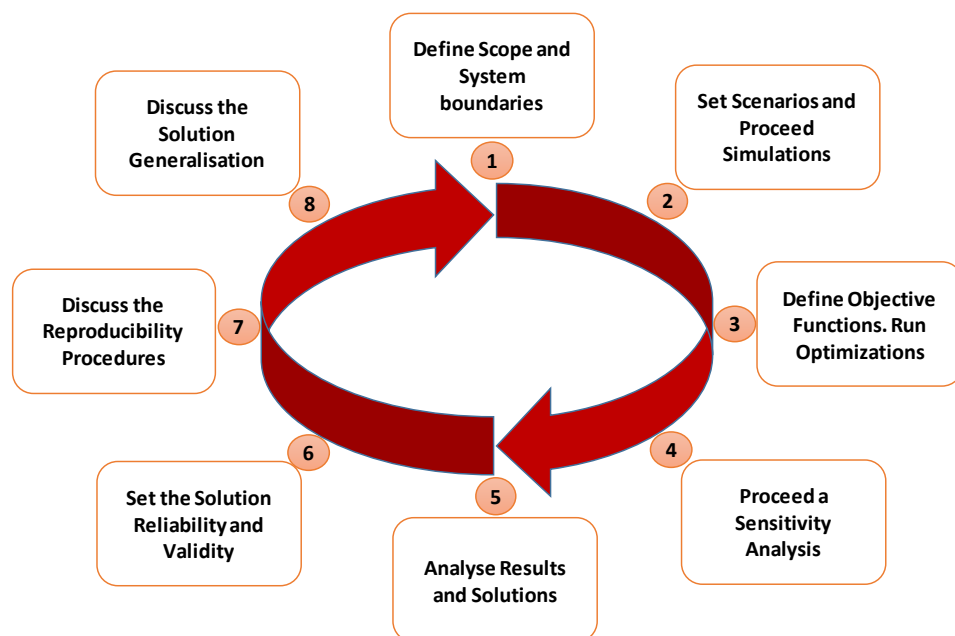 1
Define Scope and
System
boundaries
2
Set Scenarios and
Proceed
Simulations
3
Define Objective
Functions. Run
Optimizations
4
Proceed a
Sensitivity
Analysis
5
Analyse Results
and Solutions
6
Set the Solution
Reliability and
Validity
7
Discuss the
Reproducibility
Procedures
8
Discuss the
Solution
Generalisation